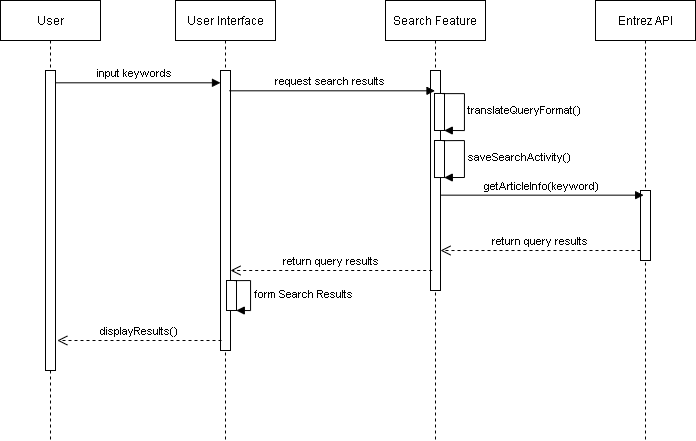 User
User Interface
Search Feature
Entrez API
input keywords
request search results
translateQueryFormat()
saveSearchActivity()
getArticleInfo(keyword)
return query results
return query results
form Search Results
displayResults()